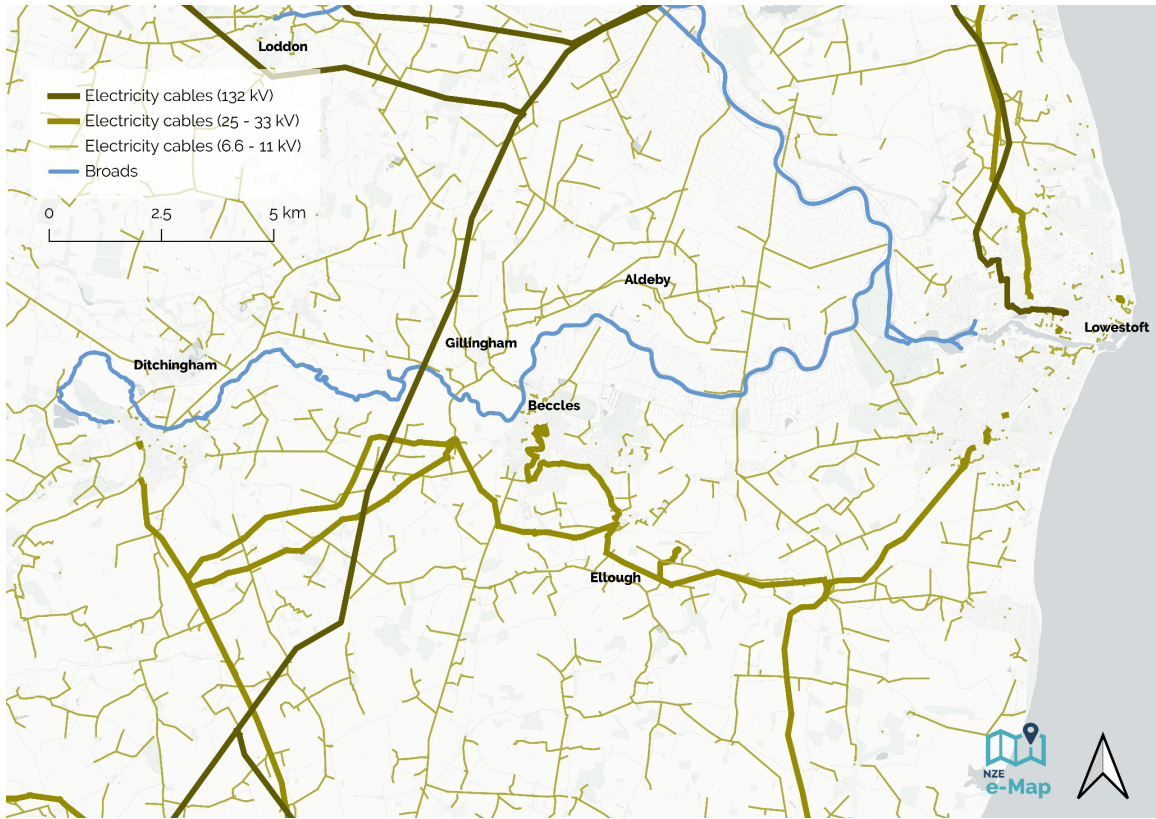 Loddon
Electricity cables (132 kV)
Electricity cables (25 - 33 kV)
Electricity cables (6.6 - 11 kV)
Broads
0 2.5 5 km
Aldeby
Lowestoft
Gillingham
Ditchingham
Beccles
Ellough
NZE
e-Map